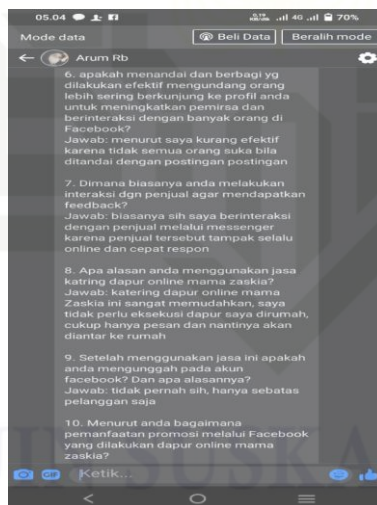 05.04
4G
70%
Mode data
Beli Data
Beralih mode
Arum Rb
6. apakah menandai dan berbagi yg
dilakukan efektif mengundang orang
lebih sering berkunjung ke profil anda
untuk meningkatkan pemirsa dan
berinteraksi dengan banyak orang di
Facebook?
Jawab: menurut saya kurang efektif
karena tidak semua orang suka bila
ditandai dengan postingan postingan
7. Dimana biasanya anda melakukan
interaksi dgn penjual agar mendapatkan
feedback?
Jawab: biasanya sih saya berinteraksi
dengan penjual melalui messenger
karena penjual tersebut tampak selalu
online dan cepat respon
8. Apa alasan anda menggunakan jasa
katring dapur online mama zaskia?
Jawab: katering dapur online mama
Zaskia ini sangat memudahkan, saya
tidak perlu eksekusi dapur saya dirumah,
cukup hanya pesan dan nantinya akan
diantar ke rumah
9. Setelah menggunakan jasa ini apakah
anda mengunggah pada akun
facebook? Dan apa alasannya?
Jawab: tidak pernah sih, hanya sebatas
pelanggan saja
10. Menurut anda bagaimana
pemanfaatan promosi melalui Facebook
yang dilakukan dapur online mama
zaskia?
GIF
Ketik...